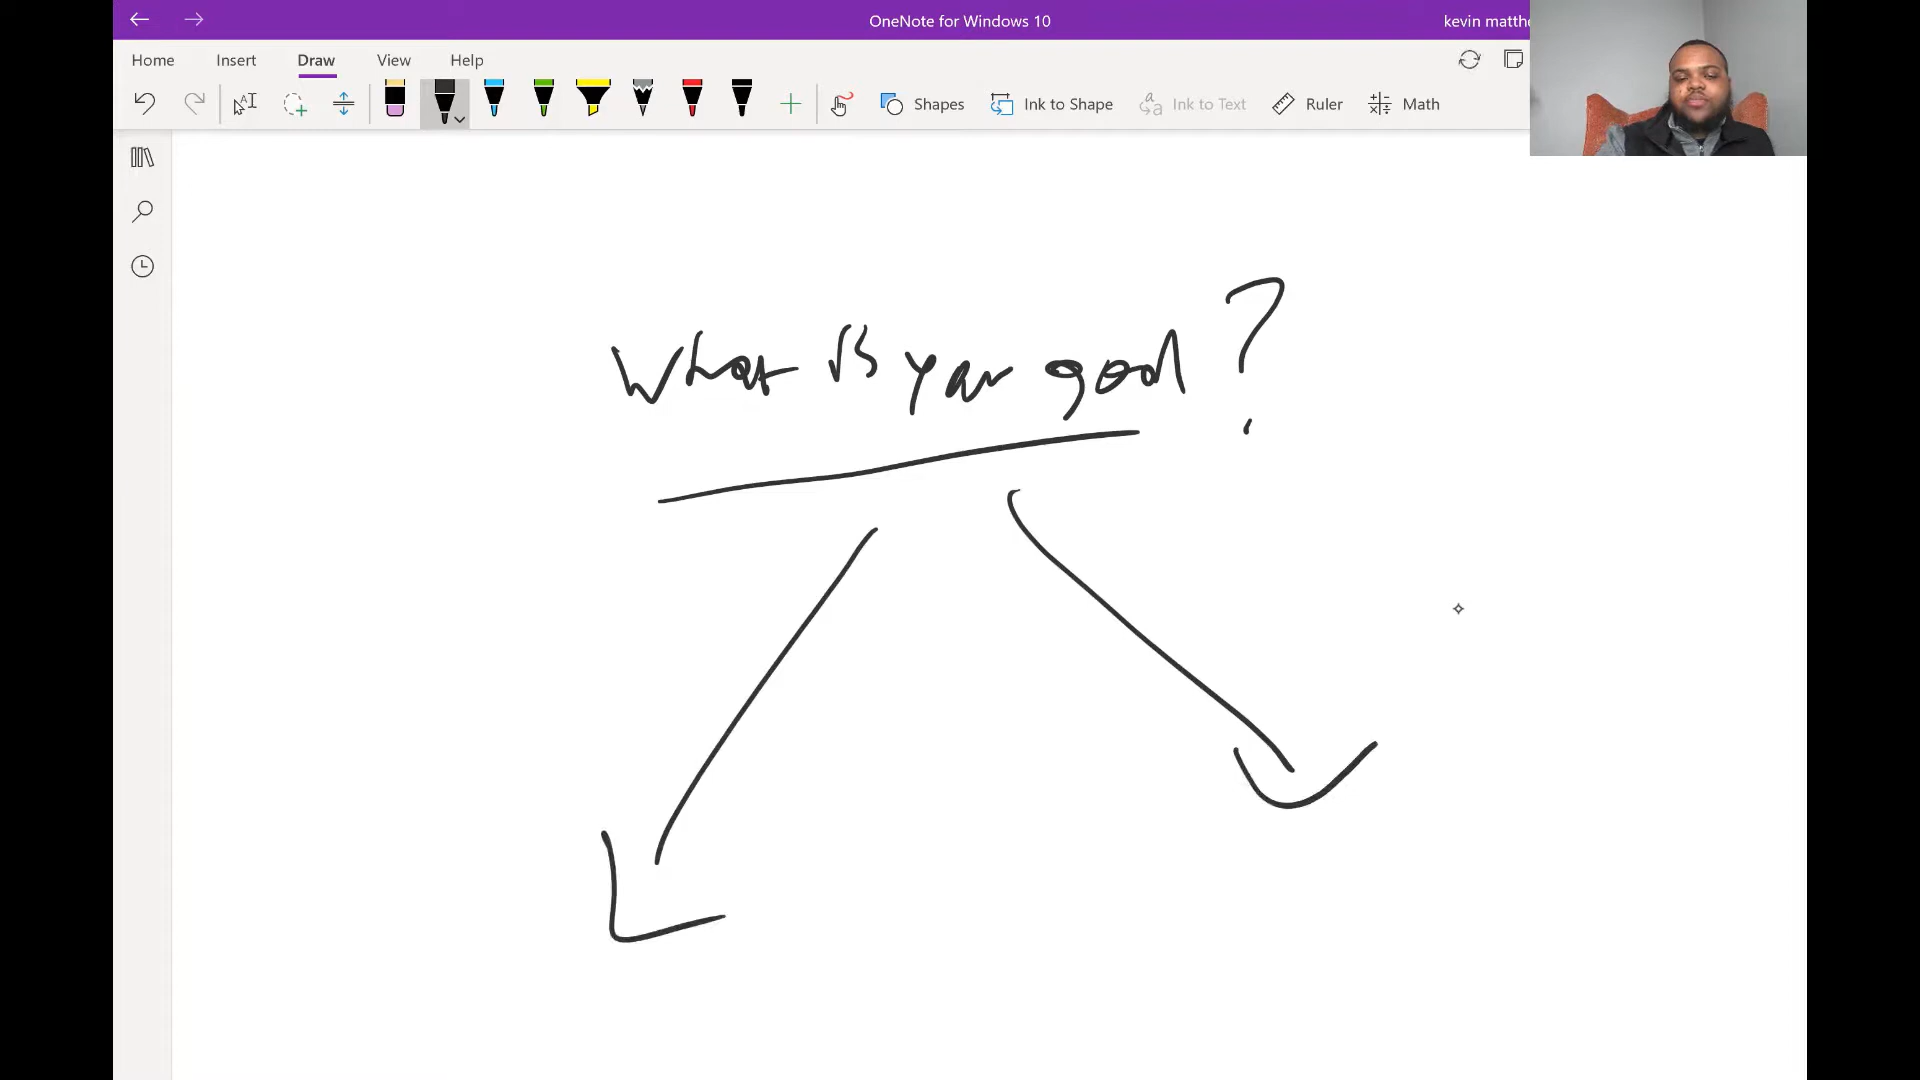 OneNote for Windows 10
kevin matthe
Home Insert Draw View Help
Shapes Ink to Shape Ink to Text Ruler Math
What is your goal?